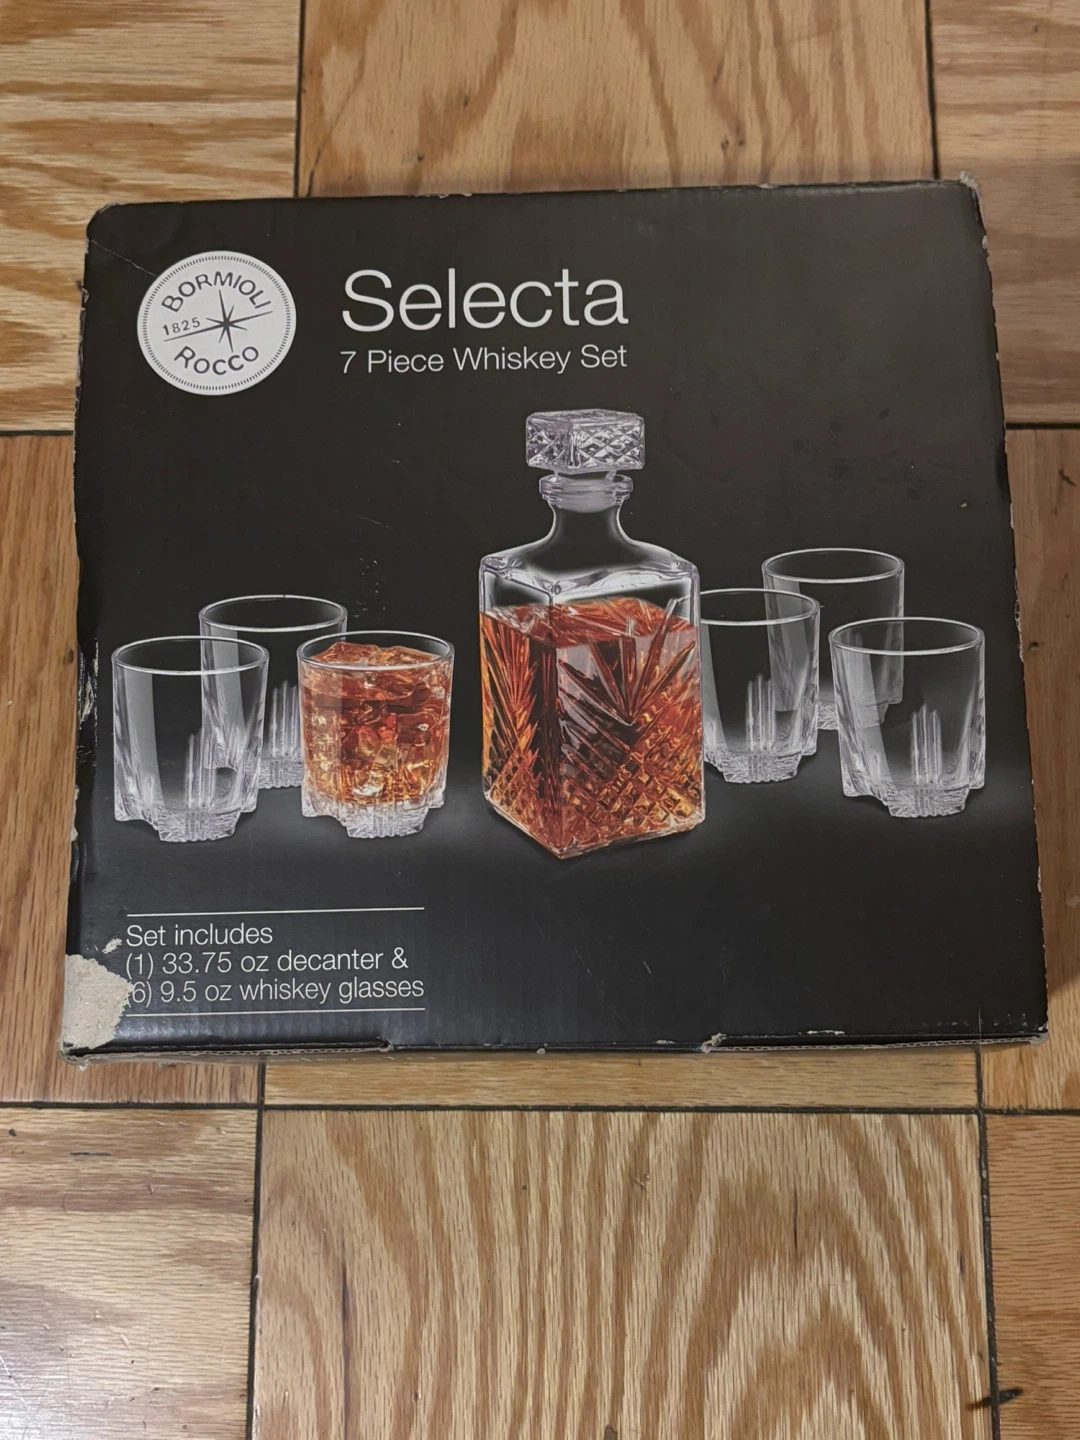 BORMIOLI
1825
ROCCO
Selecta
7 Piece Whiskey Set
Set includes
(1) 33.75 oz decanter &
(6) 9.5 oz whiskey glasses